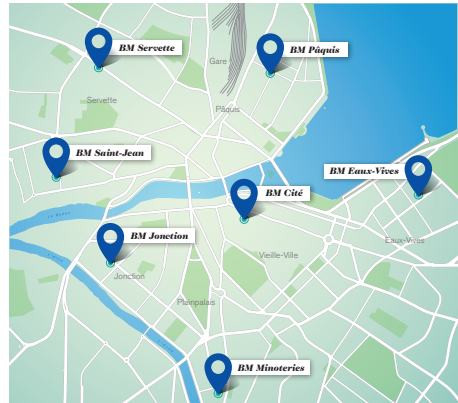 BM Servette
BM Pâquis
Gare
Servette
Pâquis
BM Saint-Jean
BM Eaux-Vives
BM Cité
BM Jonction
Eaux-Vives
Vieille-Ville
Jonction
Plainpalais
BM Minoteries